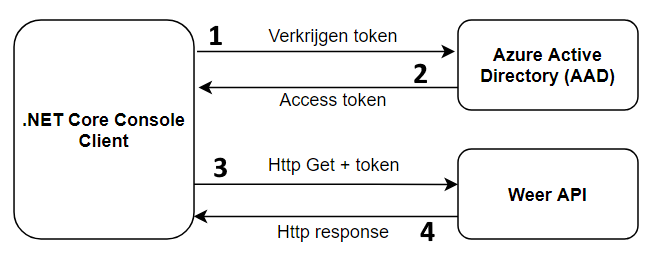 1 Verkrijgen token
Azure Active
Directory (AAD)
2
Access token
.NET Core Console
Client
3 Http Get + token
Weer API
Http response 4